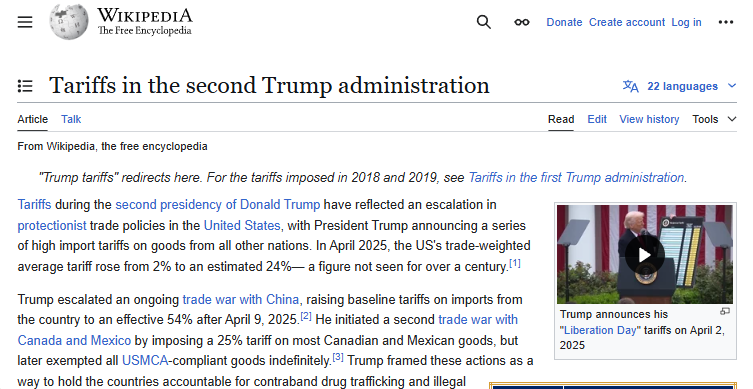 WIKIPEDIA
The Free Encyclopedia
Donate Create account Log in
Tariffs in the second Trump administration
22 languages
Article Talk
Read Edit View history Tools
From Wikipedia, the free encyclopedia
"Trump tariffs" redirects here. For the tariffs imposed in 2018 and 2019, see Tariffs in the first Trump administration.
Tariffs during the second presidency of Donald Trump have reflected an escalation in
protectionist trade policies in the United States, with President Trump announcing a series
of high import tariffs on goods from all other nations. In April 2025, the US's trade-weighted
average tariff rose from 2% to an estimated 24%— a figure not seen for over a century.[1]
Trump escalated an ongoing trade war with China, raising baseline tariffs on imports from
the country to an effective 54% after April 9, 2025.[2] He initiated a second trade war with
Canada and Mexico by imposing a 25% tariff on most Canadian and Mexican goods, but
later exempted all USMCA-compliant goods indefinitely.[3] Trump framed these actions as a
way to hold the countries accountable for contraband drug trafficking and illegal
Trump announces his
"Liberation Day" tariffs on April 2,
2025